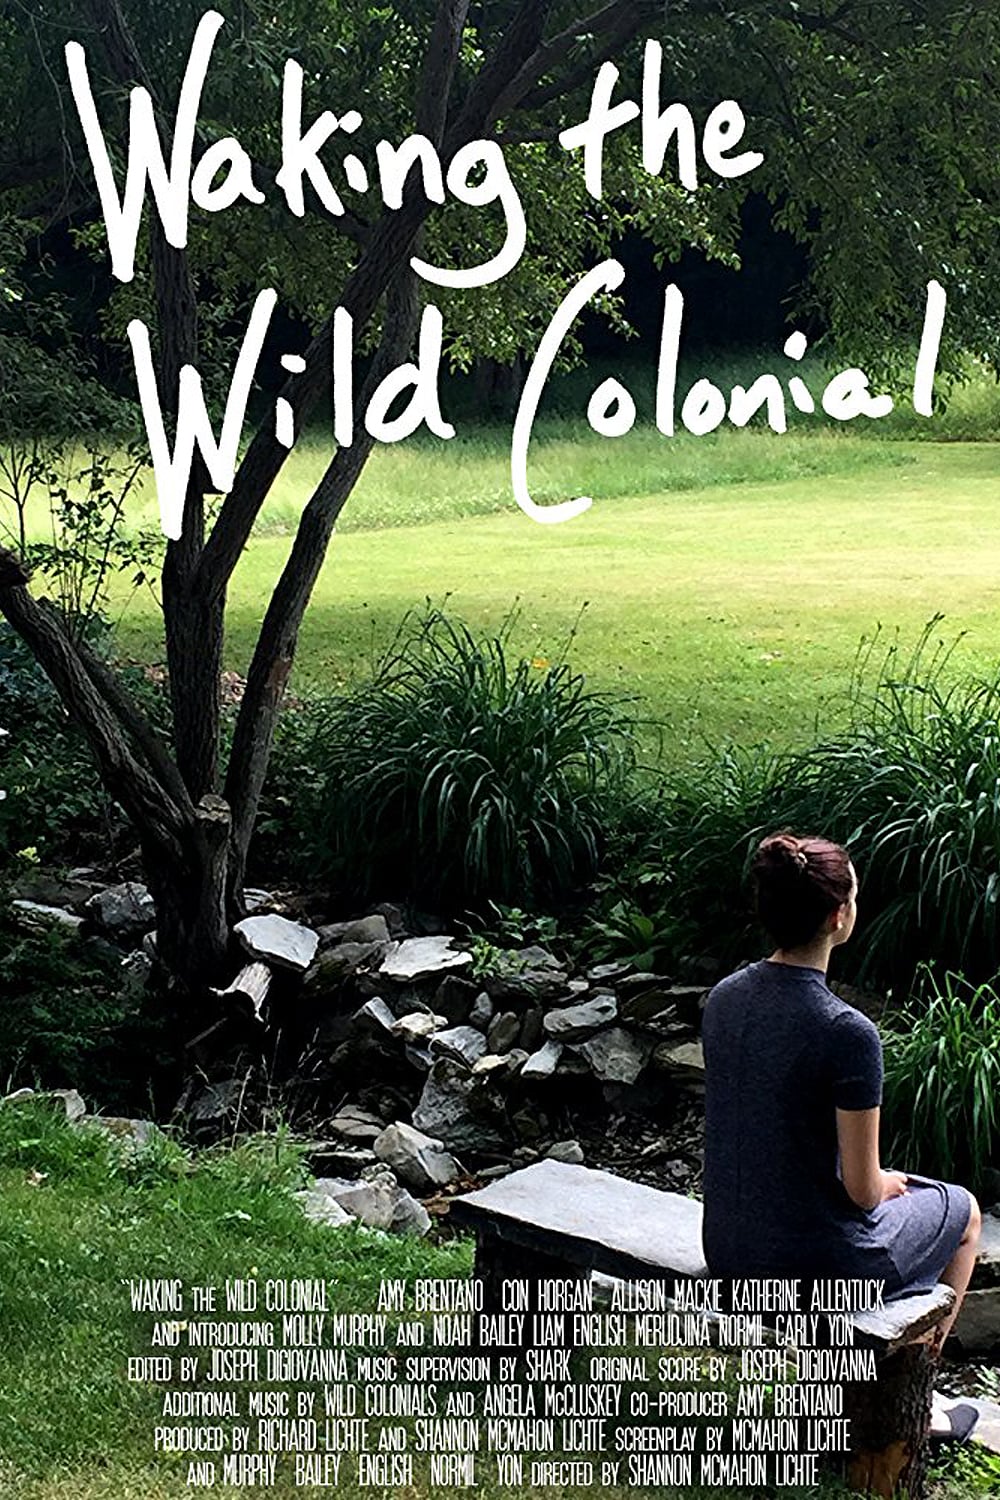 Waking the
Wild Colonial
"WAKING THE WILD COLONIAL" AMY BRENTANO CON HORGAN ALLISON MACKIE KATHERINE ALLENTUCK
AND INTRODUCING MOLLY MURPHY AND NOAH BAILEY LIAM ENGLISH MERUDJINA NORMIL CARLY YON
EDITED BY JOSEPH DIGIOVANNA MUSIC SUPERVISION BY SHARK ORIGINAL SCORE BY JOSEPH DIGIOVANNA
ADDITIONAL MUSIC BY WILD COLONIALS AND ANGELA McCLUSKEY CO-PRODUCER AMY BRENTANO
PRODUCED BY RICHARD LICHTE AND SHANNON MCMAHON LICHTE SCREENPLAY BY MCMAHON LICHTE
AND MURPHY BAILEY ENGLISH NORMIL YON DIRECTED BY SHANNON MCMAHON LICHTE